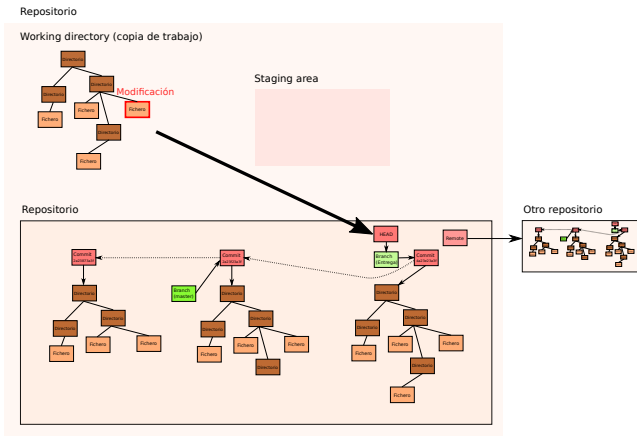 Repositorio
Working directory (copia de trabajo)
Directorio
Directorio
Modificación
Directorio
Fichero
Fichero
Fichero
Directorio
Fichero
Staging area
Repositorio
Otro repositorio
HEAD
Remote
Commit
Commit
Branch
(Entrega)
Commit
Branch
(master)
Directorio
Directorio
Directorio
Directorio
Directorio
Directorio
Directorio
Directorio
Directorio
Fichero
Fichero
Fichero
Fichero
Fichero
Fichero
Directorio
Fichero
Fichero
Fichero
Directorio
Fichero